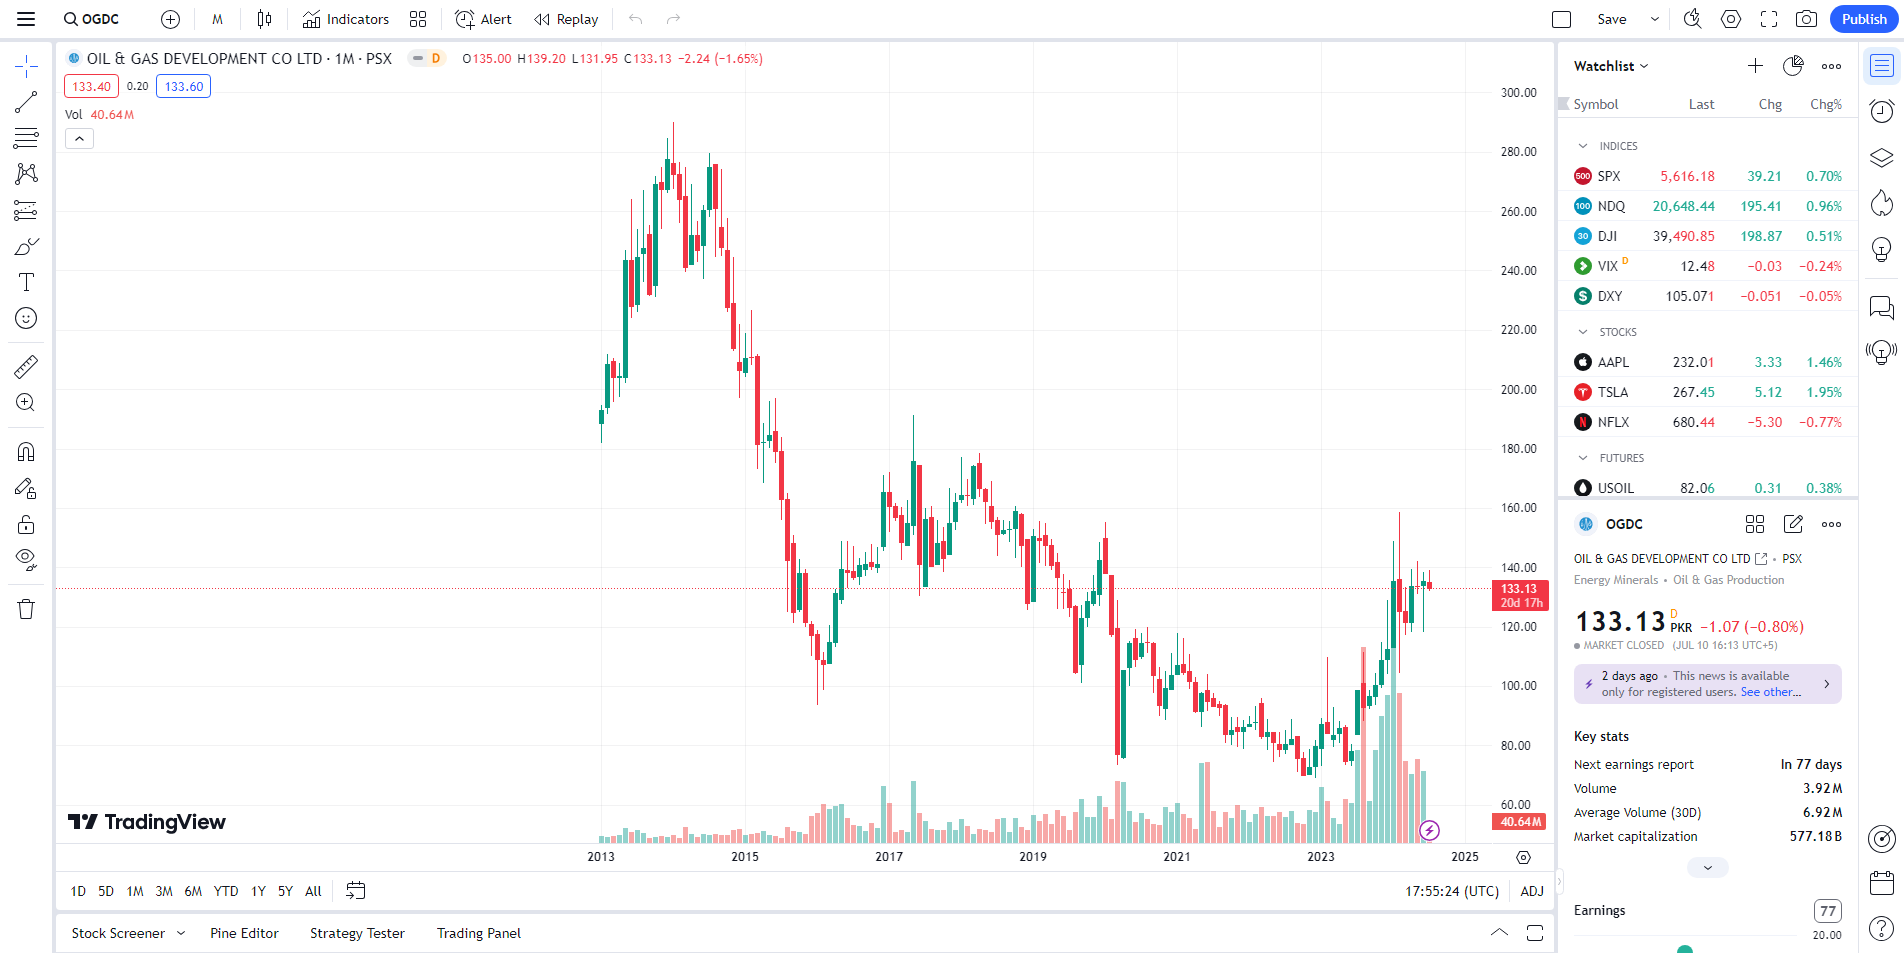 OGDC
M
Indicators
Alert
Replay
Save
Publish
OIL & GAS DEVELOPMENT CO LTD · 1M · PSX
D
O135.00 H139.20 L131.95 C133.13 −2.24 (−1.65%)
133.40 0.20 133.60
Vol 40.64M
300.00
280.00
260.00
240.00
220.00
200.00
180.00
160.00
140.00
133.13
20d 17h
120.00
100.00
80.00
60.00
40.64M
TradingView
2013 2015 2017 2019 2021 2023 2025
1D 5D 1M 3M 6M YTD 1Y 5Y All
17:55:24 (UTC) ADJ
Stock Screener Pine Editor Strategy Tester Trading Panel
Watchlist
Symbol Last Chg Chg%
INDICES
500 SPX 5,616.18 39.21 0.70%
100 NDQ 20,648.44 195.41 0.96%
30 DJI 39,490.85 198.87 0.51%
VIX D 12.48 −0.03 −0.24%
S DXY 105.071 −0.051 −0.05%
STOCKS
AAPL 232.01 3.33 1.46%
TSLA 267.45 5.12 1.95%
N NFLX 680.44 −5.30 −0.77%
FUTURES
USOIL 82.06 0.31 0.38%
OGDC
OIL & GAS DEVELOPMENT CO LTD • PSX
Energy Minerals • Oil & Gas Production
133.13 D PKR −1.07 (−0.80%)
MARKET CLOSED (JUL 10 16:13 UTC+5)
2 days ago • This news is available
only for registered users. See other...
Key stats
Next earnings report In 77 days
Volume 3.92M
Average Volume (30D) 6.92M
Market capitalization 577.18B
Earnings 77
20.00